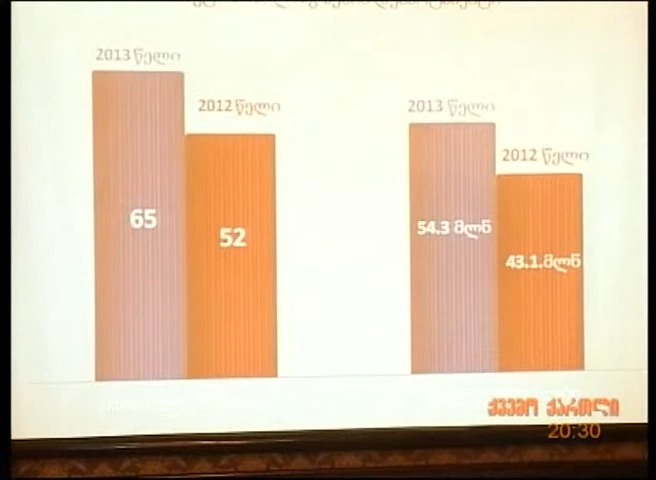 2013 წელი
2012 წელი
65
52
2013 წელი
2012 წელი
54.3 მლნ
43.1.მლნ
ქვემო ქართლი
20:30